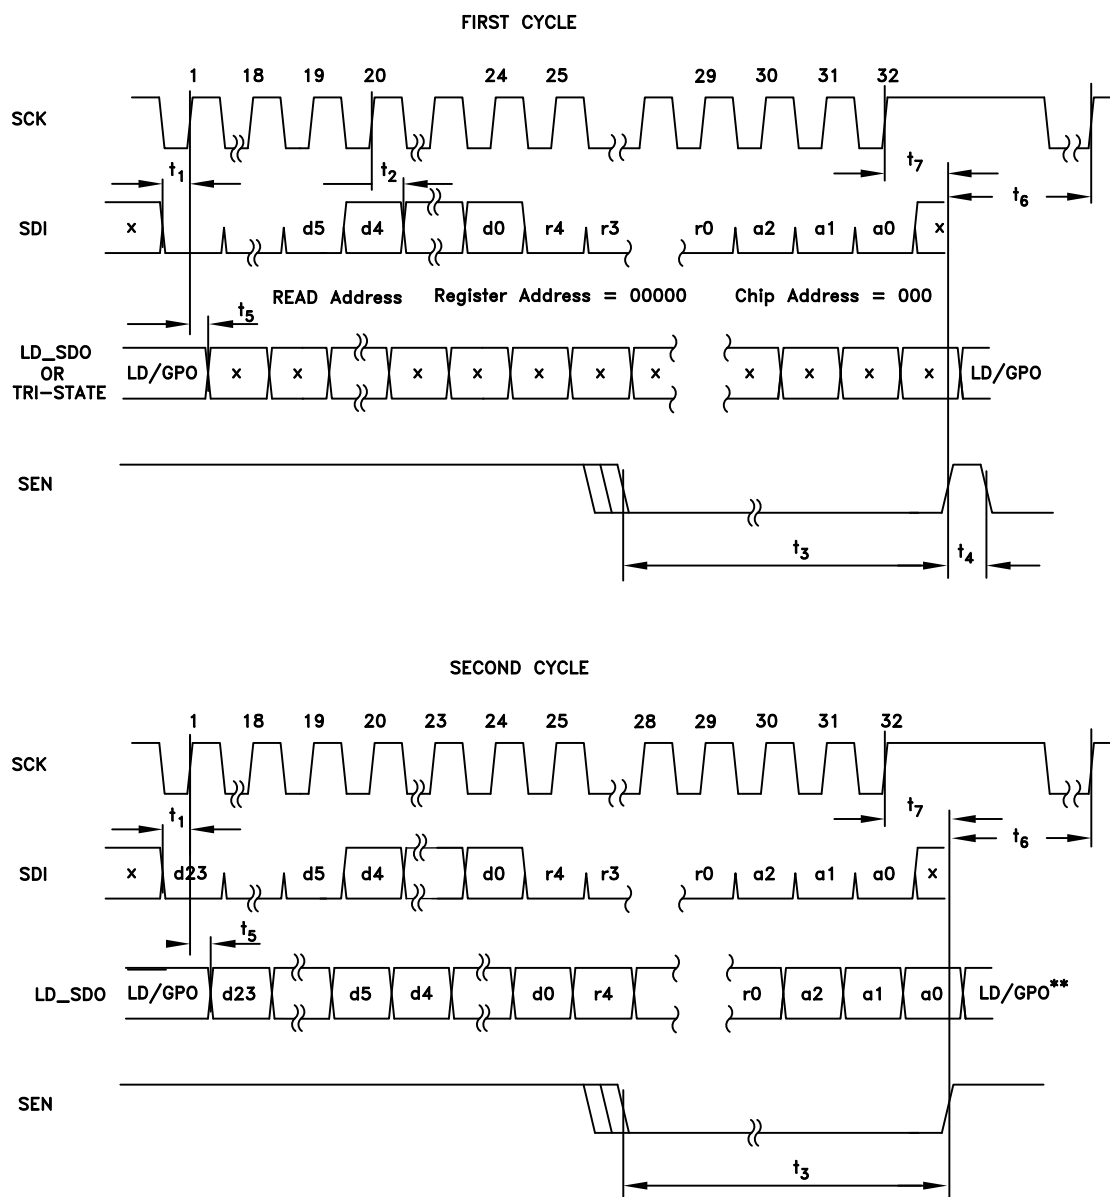 FIRST CYCLE
1 18 19 20 24 25 29 30 31 32
SCK
t1 t2 t7 t6
SDI x d5 d4 d0 r4 r3 r0 a2 a1 a0 x
READ Address Register Address = 00000 Chip Address = 000
t5
LD_SDO
OR
TRI-STATE
LD/GPO x x x x x x x x x x x LD/GPO
SEN
t3 t4
SECOND CYCLE
1 18 19 20 23 24 25 28 29 30 31 32
SCK
t1 t7 t6
SDI x d23 d5 d4 d0 r4 r3 r0 a2 a1 a0 x
t5
LD_SDO LD/GPO d23 d5 d4 d0 r4 r0 a2 a1 a0 LD/GPO**
SEN
t3